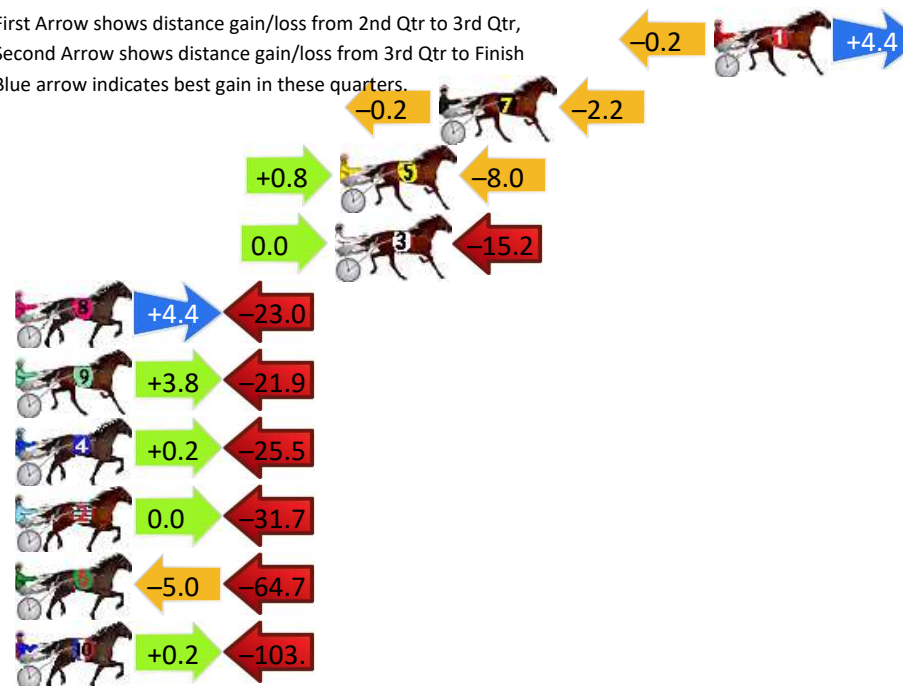 First Arrow shows distance gain/loss from 2nd Qtr to 3rd Qtr,
Second Arrow shows distance gain/loss from 3rd Qtr to Finish
Blue arrow indicates best gain in these quarters.
–0.2 1 +4.4
–0.2 7 –2.2
+0.8 5 –8.0
0.0 3 –15.2
8 +4.4 –23.0
9 +3.8 –21.9
4 +0.2 –25.5
2 0.0 –31.7
6 –5.0 –64.7
10 +0.2 –103.